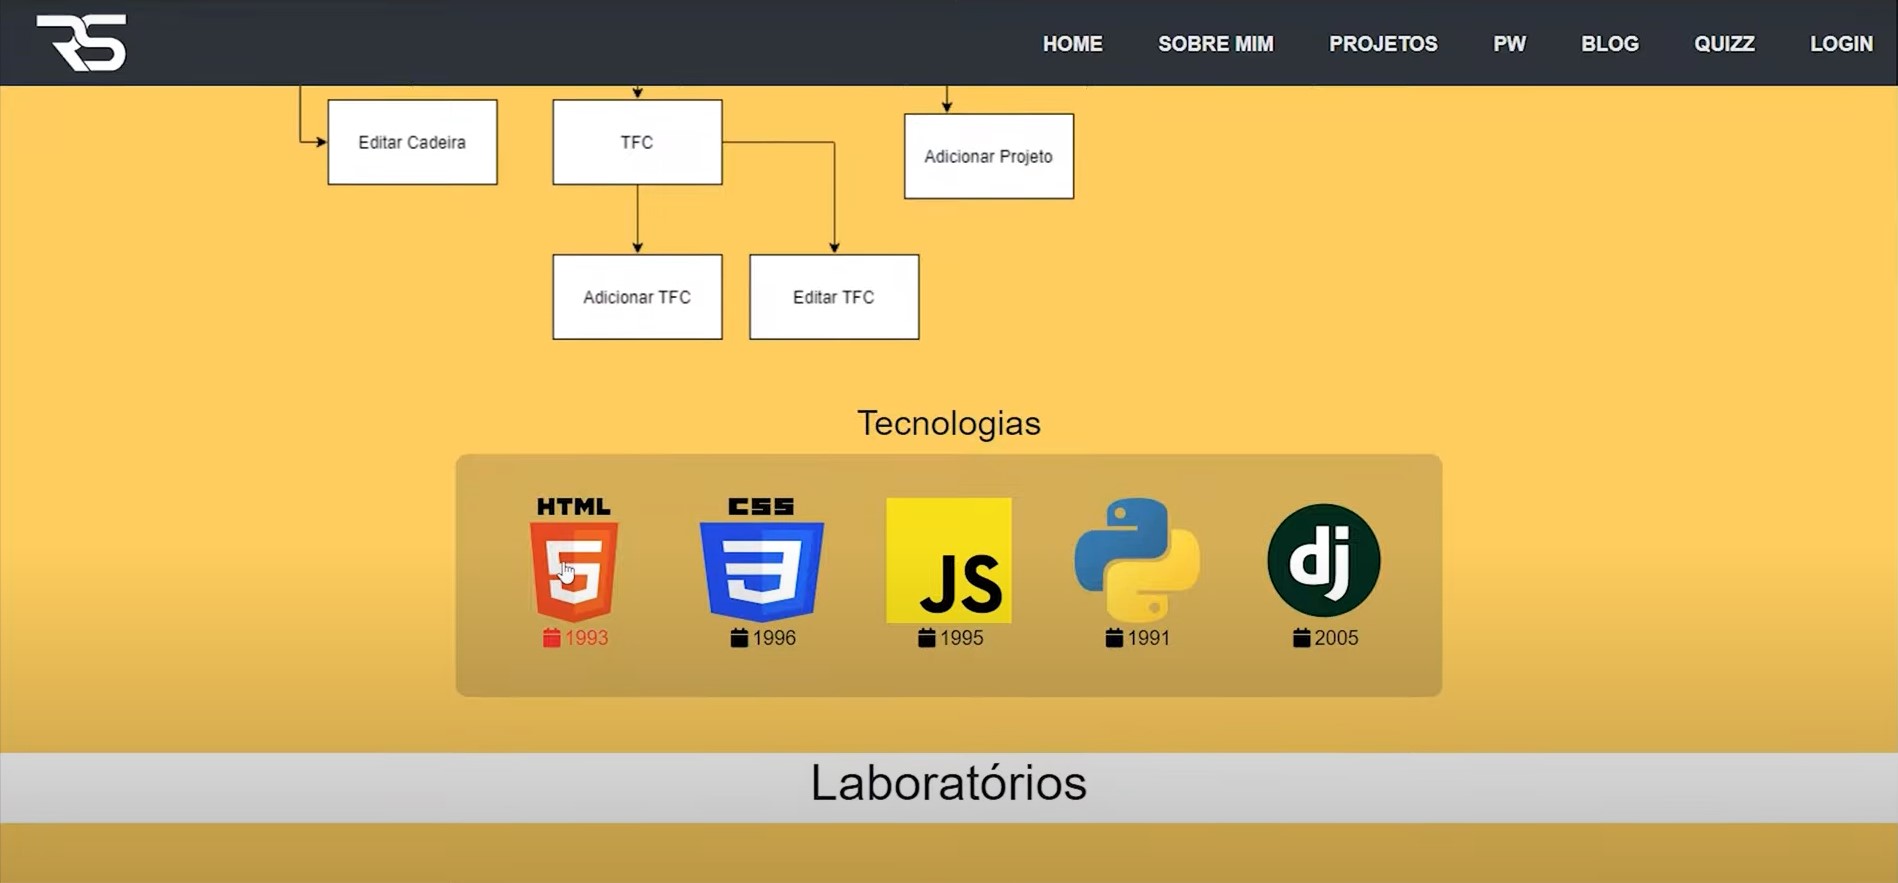 RS
HOME SOBRE MIM PROJETOS PW BLOG QUIZZ LOGIN
Editar Cadeira
TFC
Adicionar Projeto
Adicionar TFC
Editar TFC
Tecnologias
HTML
5
CSS
3
JS
dj
1993
1996
1995
1991
2005
Laboratórios